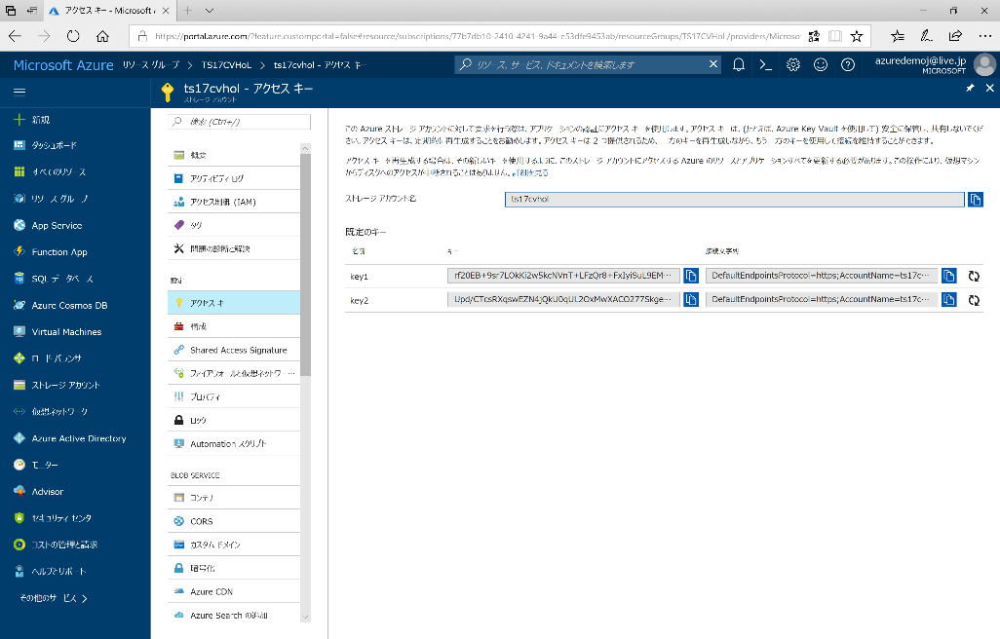 アクセス キー - Microsoft A
https://portal.azure.com/?feature.customportal=false#resource/subscriptions/77b7db10-2410-4241-9a44-e53dfe9453ab/resourceGroups/TS17CVHoL/providers/Microso
Microsoft Azure リソース グループ > TS17CVHoL > ts17cvhol - アクセス キー
リソース、サービス、ドキュメントを検索します
azuredemoj@live.jp
MICROSOFT
ts17cvhol - アクセス キー
ストレージ アカウント
新規
ダッシュボード
すべてのリソース
リソース グループ
App Service
Function App
SQL データベース
Azure Cosmos DB
Virtual Machines
ロード バランサー
ストレージ アカウント
仮想ネットワーク
Azure Active Directory
モニター
Advisor
セキュリティ センター
コストの管理と請求
ヘルプとサポート
その他のサービス >
検索 (Ctrl+/)
概要
アクティビティ ログ
アクセス制御 (IAM)
タグ
問題の診断と解決
設定
アクセス キー
構成
Shared Access Signature
ファイアウォールと仮想ネットワー…
プロパティ
ロック
Automation スクリプト
BLOB SERVICE
コンテナー
CORS
カスタム ドメイン
暗号化
Azure CDN
Azure Search の追加
この Azure ストレージ アカウントに対して要求を行う際は、アプリケーションの認証にアクセス キーを使用します。アクセス キーは、(たとえば、Azure Key Vault を使用して) 安全に保管し、共有しないでくだ
さい。アクセス キーは、定期的に再生成することをお勧めします。アクセス キーは 2 つ提供されるため、一方のキーを再生成しながら、もう一方のキーを使用して接続を維持することができます。
アクセス キーを再生成する場合は、その新しいキーを使用するように、このストレージ アカウントにアクセスする Azure のリソースとアプリケーションすべてを更新する必要があります。この操作により、仮想マシン
からディスクへのアクセスが中断されることはありません。詳細を見る
ストレージ アカウント名
ts17cvhol
既定のキー
名前 キー 接続文字列
key1 rf20EB+9sr7LOkKi2w5kcNVnT+LFzQr8+FxIyiSuL9EM… DefaultEndpointsProtocol=https;AccountName=ts17c…
key2 Upd/CTcsRXqswEZN4jQkU0qUL2OxMwXACO277Skge… DefaultEndpointsProtocol=https;AccountName=ts17c…